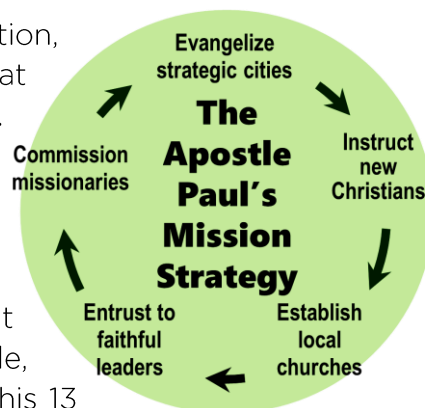 tion,
at
.
Evangelize
strategic cities
The
Apostle
Paul's
Mission
Strategy
Instruct
new
Christians
Establish
local
churches
Entrust to
faithful
leaders
Commission
missionaries
t
le,
his 13